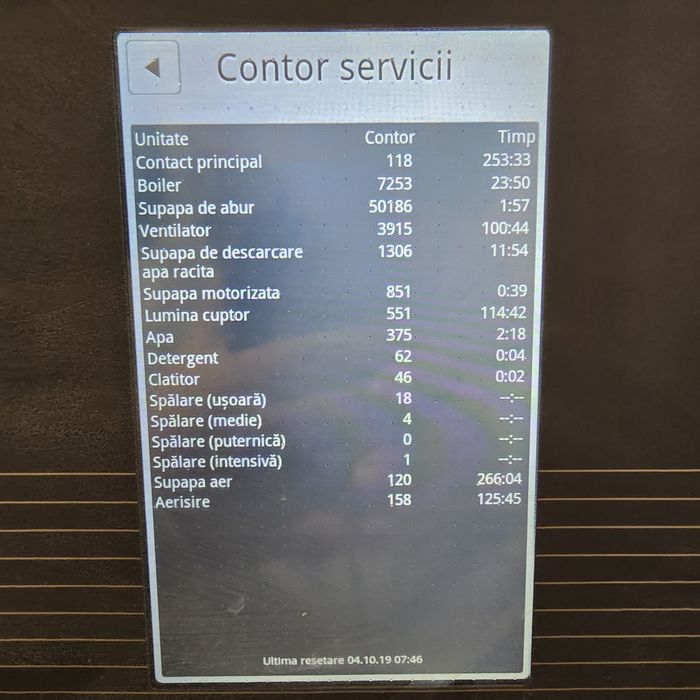 Contor servicii
Unitate Contor Timp
Contact principal 118 253:33
Boiler 7253 23:50
Supapa de abur 50186 1:57
Ventilator 3915 100:44
Supapa de descarcare 1306 11:54
apa racita
Supapa motorizata 851 0:39
Lumina cuptor 551 114:42
Apa 375 2:18
Detergent 62 0:04
Clatitor 46 0:02
Spălare (ușoară) 18 --:--
Spălare (medie) 4 --:--
Spălare (puternică) 0 --:--
Spălare (intensivă) 1 --:--
Supapa aer 120 266:04
Aerisire 158 125:45
Ultima resetare 04.10.19 07:46